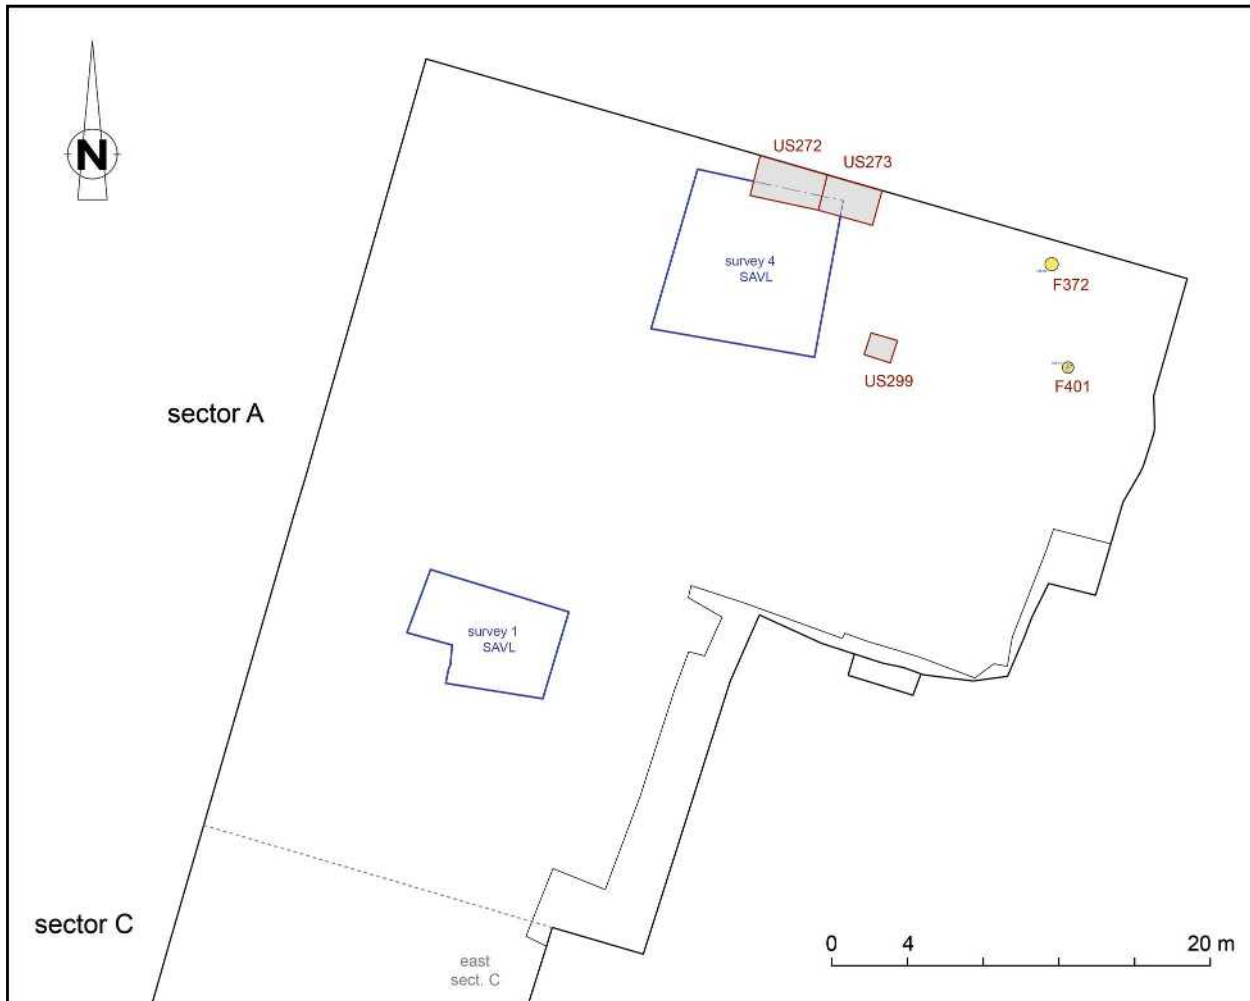 N
US272
US273
survey 4
SAVL
F372
US299
F401
sector A
survey 1
SAVL
sector C
east
sect. C
0 4 20 m